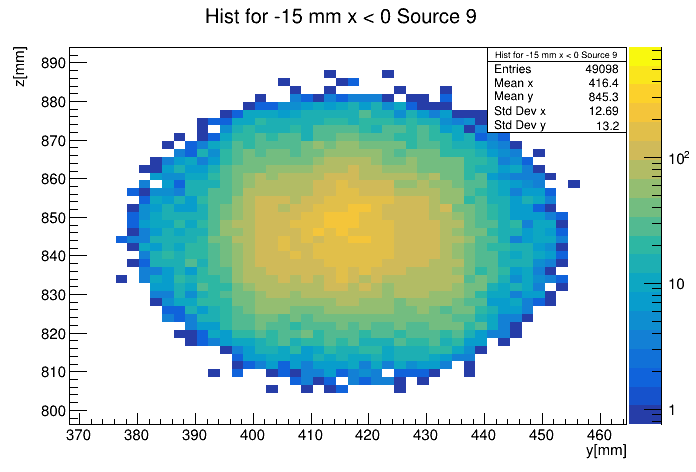 Hist for -15 mm x < 0 Source 9
z[mm]
890
880
870
860
850
840
830
820
810
800
Hist for -15 mm x < 0 Source 9
Entries 49098
Mean x 416.4
Mean y 845.3
Std Dev x 12.69
Std Dev y 13.2
10²
10
1
370 380 390 400 410 420 430 440 450 460
y[mm]